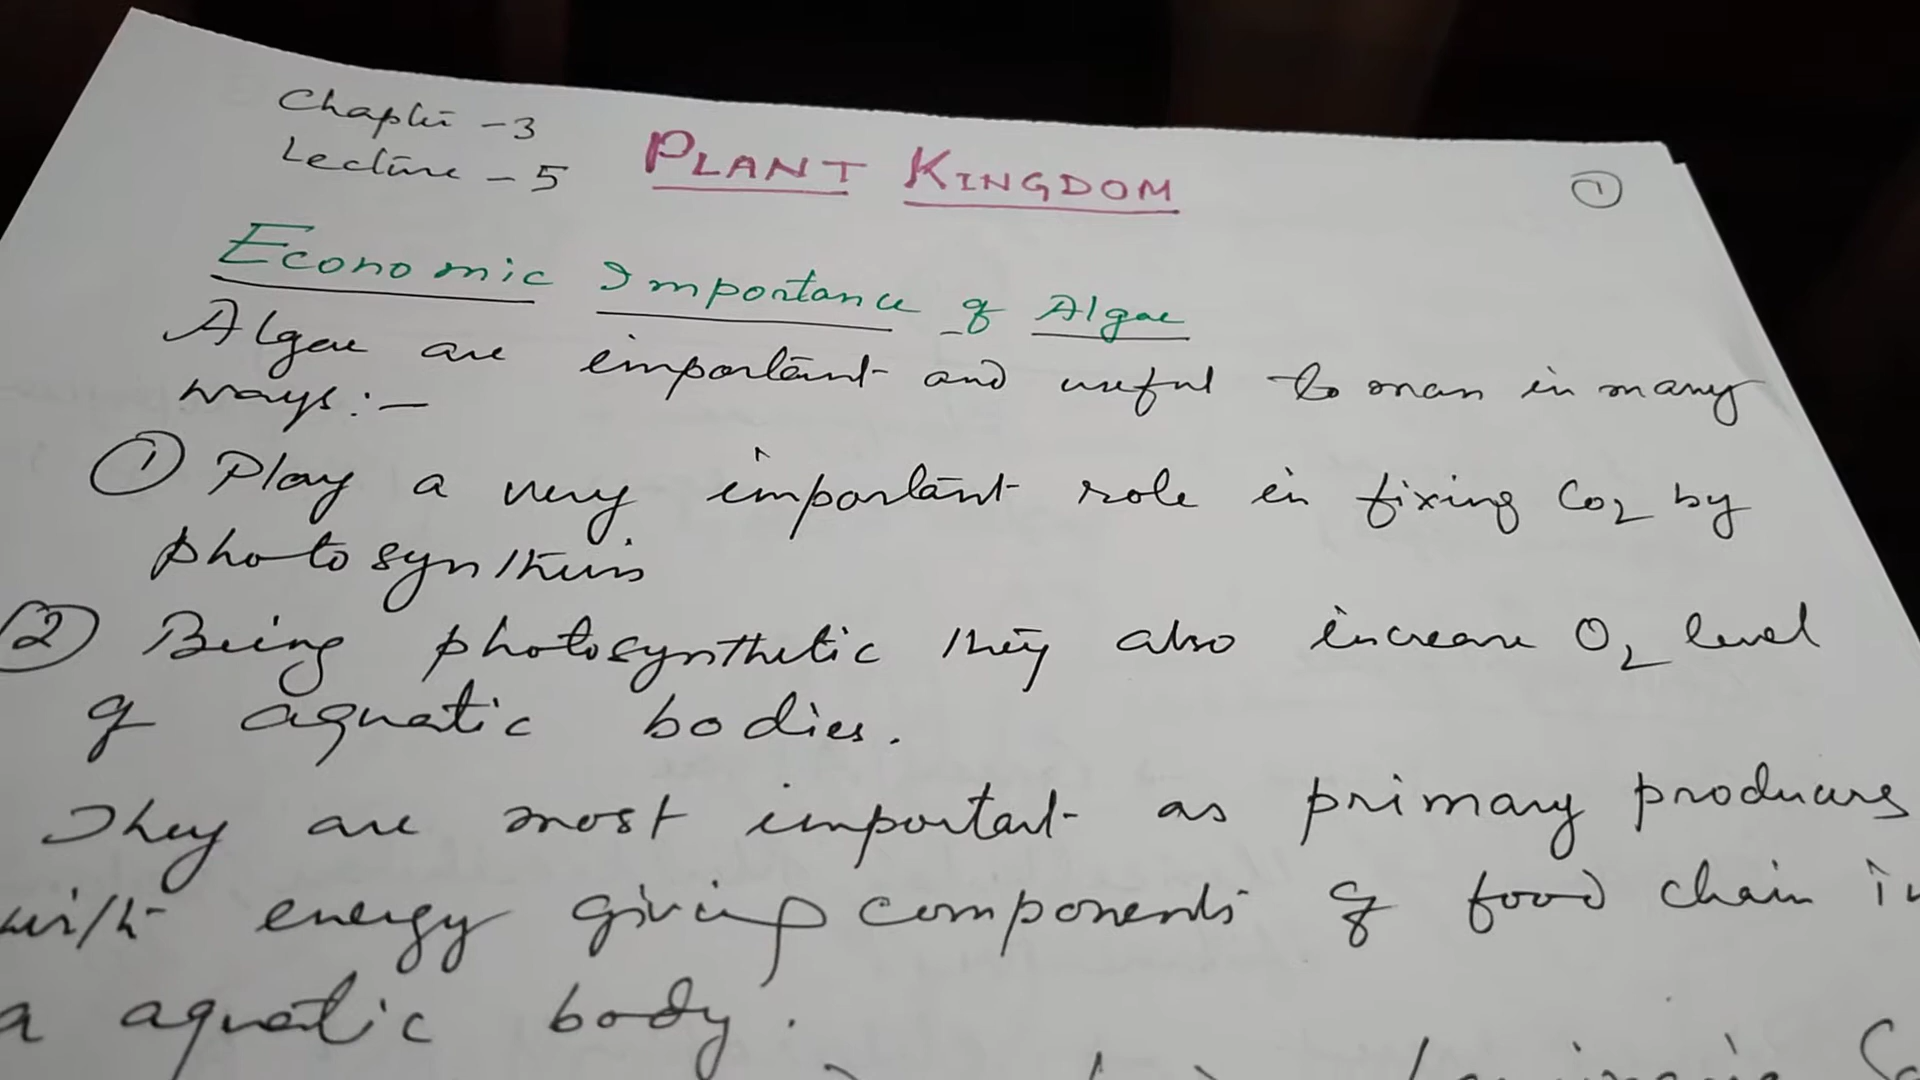 Chapter - 3
Lecture - 5
PLANT KINGDOM
1
Economic Importance of Algae
Algae are important and useful to man in many
ways:-
1 Play a very important role in fixing CO2 by
photosynthesis
2 Being photosynthetic they also increase O2 level
of aquatic bodies.
They are most important as primary producers
with energy giving components of food chain in
a aquatic body.